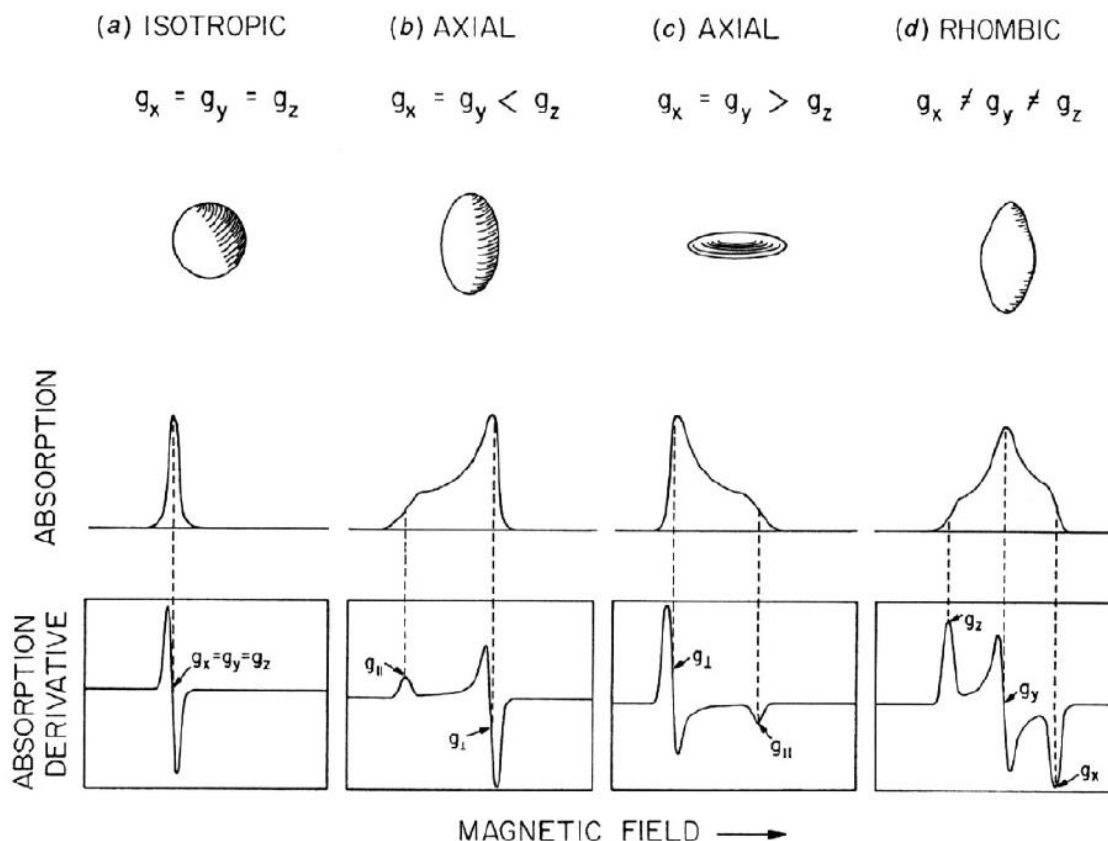 (a) ISOTROPIC (b) AXIAL (c) AXIAL (d) RHOMBIC
gx = gy = gz gx = gy < gz gx = gy > gz gx ≠ gy ≠ gz
ABSORPTION
ABSORPTION
DERIVATIVE
gx=gy=gz
g||
g⊥
g⊥
g||
gz
gy
gx
MAGNETIC FIELD →